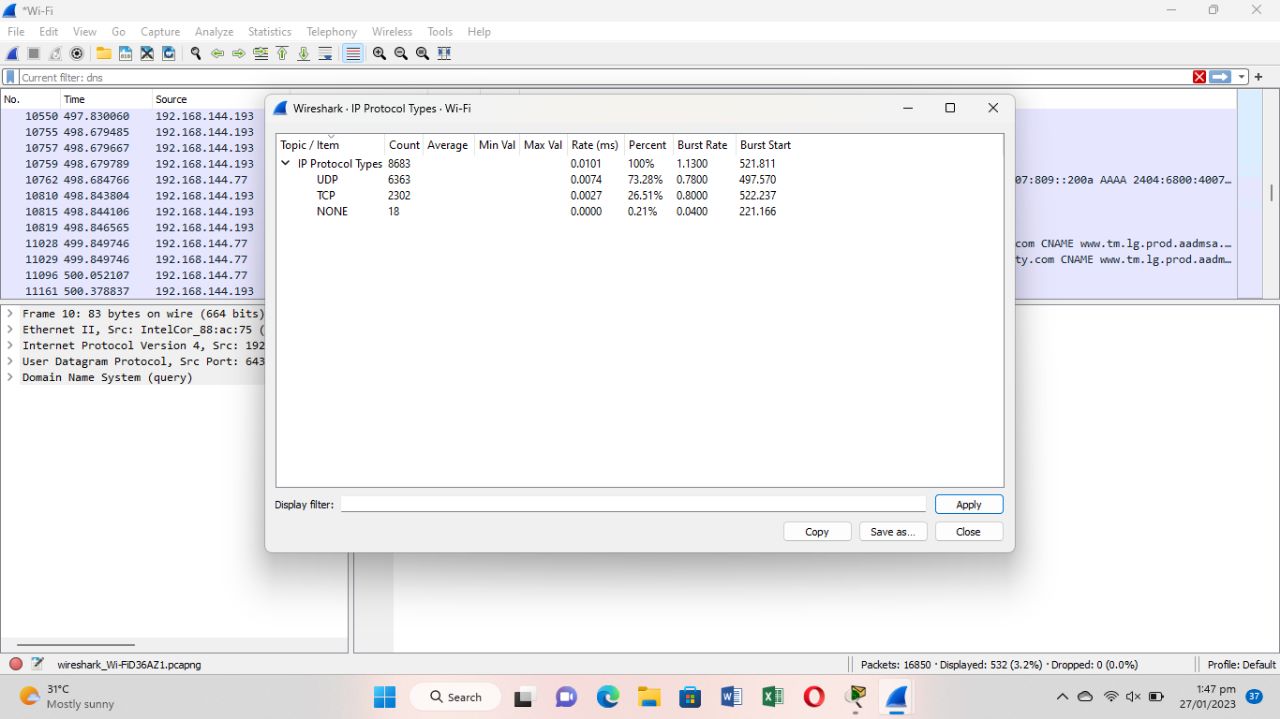 *Wi-Fi
File Edit View Go Capture Analyze Statistics Telephony Wireless Tools Help
Current filter: dns
No. Time Source
10550 497.830060 192.168.144.193
10755 498.679485 192.168.144.193
10757 498.679667 192.168.144.193
10759 498.679789 192.168.144.193
10762 498.684766 192.168.144.77 07:809::200a AAAA 2404:6800:4007…
10810 498.843804 192.168.144.193
10815 498.844106 192.168.144.193
10819 498.846565 192.168.144.193
11028 499.849746 192.168.144.77 com CNAME www.tm.lg.prod.aadmsa.…
11029 499.849746 192.168.144.77 ty.com CNAME www.tm.lg.prod.aadm…
11096 500.052107 192.168.144.77
11161 500.378837 192.168.144.193
Wireshark · IP Protocol Types · Wi-Fi
Topic / Item Count Average Min Val Max Val Rate (ms) Percent Burst Rate Burst Start
IP Protocol Types 8683 0.0101 100% 1.1300 521.811
UDP 6363 0.0074 73.28% 0.7800 497.570
TCP 2302 0.0027 26.51% 0.8000 522.237
NONE 18 0.0000 0.21% 0.0400 221.166
Display filter: Apply
Copy Save as... Close
Frame 10: 83 bytes on wire (664 bits)
Ethernet II, Src: IntelCor_88:ac:75 (
Internet Protocol Version 4, Src: 192
User Datagram Protocol, Src Port: 643
Domain Name System (query)
wireshark_Wi-FiD36AZ1.pcapng Packets: 16850 · Displayed: 532 (3.2%) · Dropped: 0 (0.0%) Profile: Default
31°C
Mostly sunny
Search
1:47 pm
27/01/2023
37